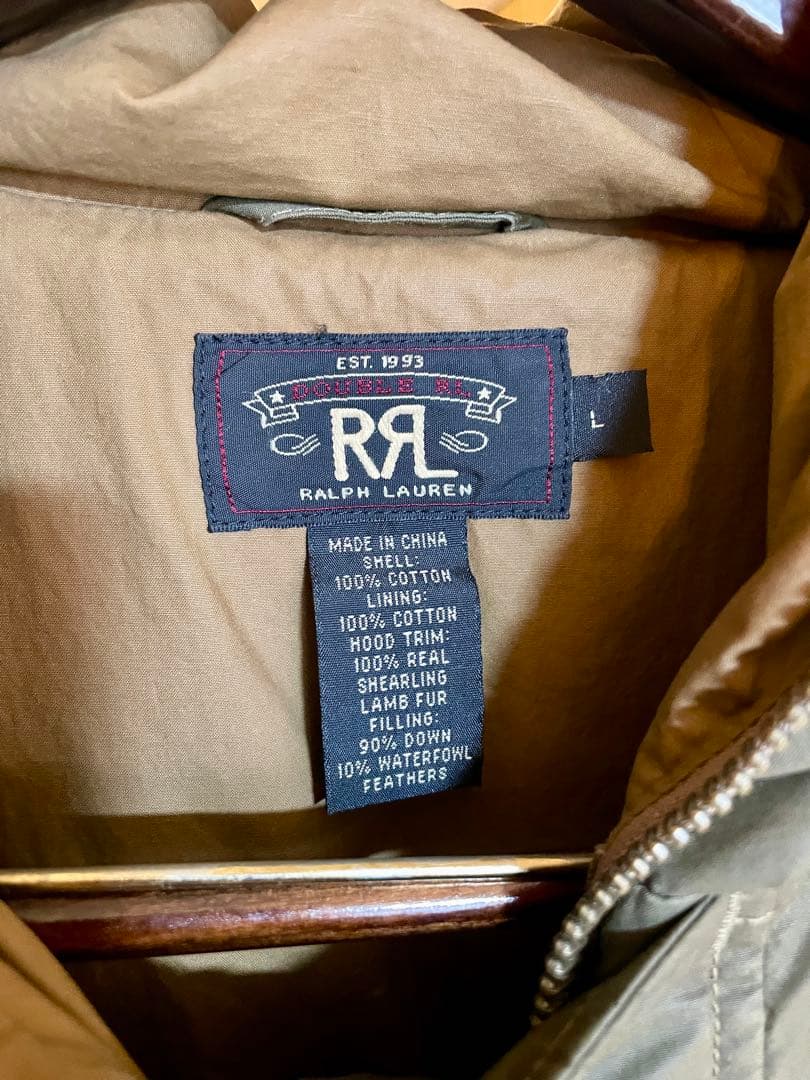 EST. 1993
DOUBLE RL
RRL
RALPH LAUREN
L
MADE IN CHINA
SHELL:
100% COTTON
LINING:
100% COTTON
HOOD TRIM:
100% REAL
SHEARLING
LAMB FUR
FILLING:
90% DOWN
10% WATERFOWL
FEATHERS